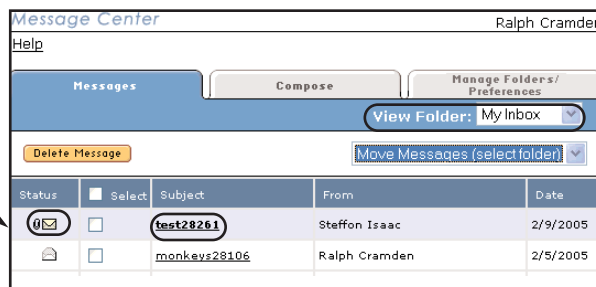 Message Center
Ralph Cramden
Help
Messages
Compose
Manage Folders/
Preferences
View Folder: My Inbox
Delete Message
Move Messages (select folder)
Status Select Subject From Date
test28261 Steffon Isaac 2/9/2005
monkeys28106 Ralph Cramden 2/5/2005